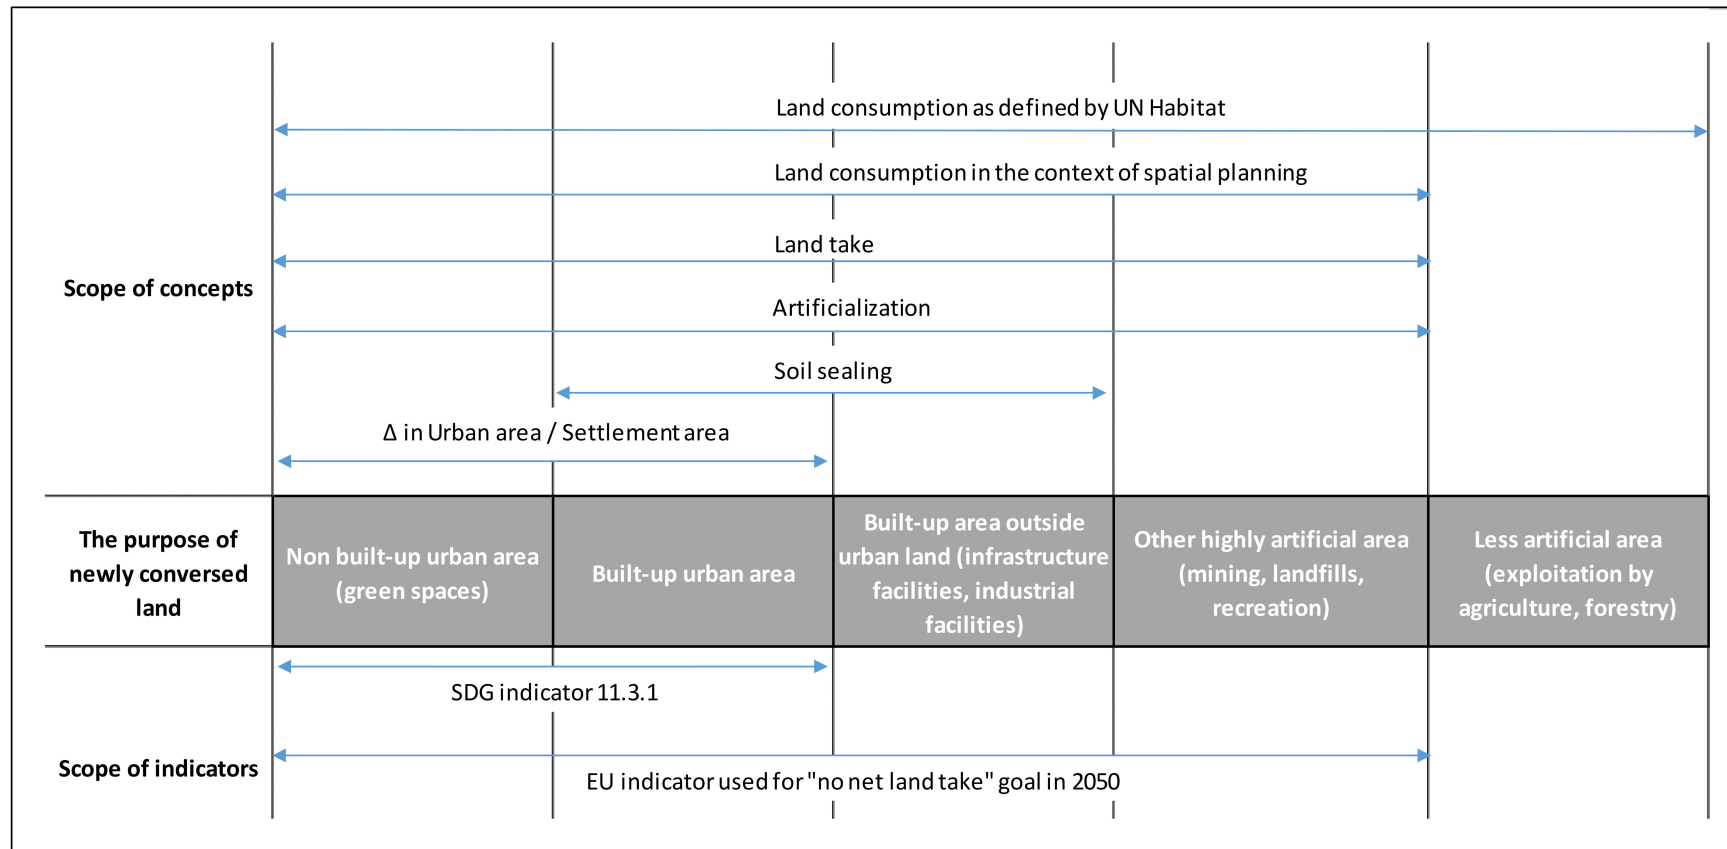 Land consumption as defined by UN Habitat
Land consumption in the context of spatial planning
Land take
Scope of concepts
Artificialization
Soil sealing
Δ in Urban area / Settlement area
The purpose of
newly conversed
land
Non built-up urban area
(green spaces)
Built-up urban area
Built-up area outside
urban land (infrastructure
facilities, industrial
facilities)
Other highly artificial area
(mining, landfills,
recreation)
Less artificial area
(exploitation by
agriculture, forestry)
SDG indicator 11.3.1
Scope of indicators
EU indicator used for "no net land take" goal in 2050